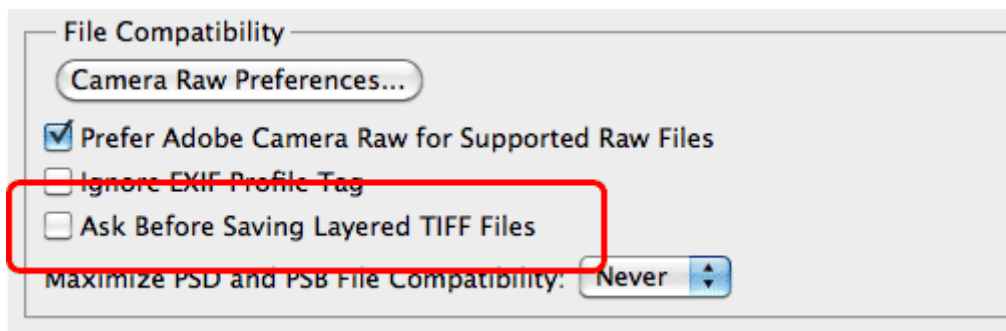 File Compatibility
Camera Raw Preferences...
Prefer Adobe Camera Raw for Supported Raw Files
Ignore EXIF Profile Tag
Ask Before Saving Layered TIFF Files
Maximize PSD and PSB File Compatibility: Never